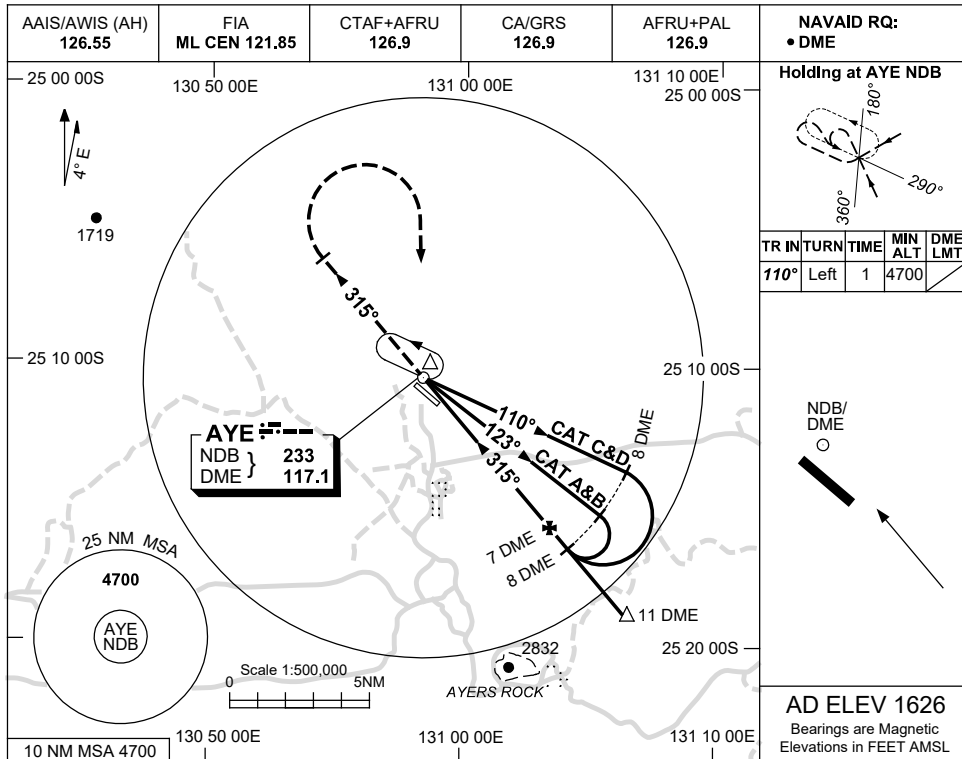 AAIS/AWIS (AH)
126.55
FIA
ML CEN 121.85
CTAF+AFRU
126.9
CA/GRS
126.9
AFRU+PAL
126.9
NAVAID RQ:
• DME
25 00 00S
130 50 00E
131 00 00E
131 10 00E
25 00 00S
4° E
1719
315°
25 10 00S
25 10 00S
AYE
NDB } 233
DME } 117.1
110° CAT C&D
123° CAT A&B
315°
8 DME
7 DME
8 DME
11 DME
25 NM MSA
4700
AYE
NDB
Scale 1:500,000
0 5NM
2832
AYERS ROCK
25 20 00S
10 NM MSA 4700
130 50 00E
131 00 00E
131 10 00E
Holding at AYE NDB
180°
290°
360°
TR IN TURN TIME MIN ALT DME LMT
110° Left 1 4700
NDB/
DME
AD ELEV 1626
Bearings are Magnetic
Elevations in FEET AMSL